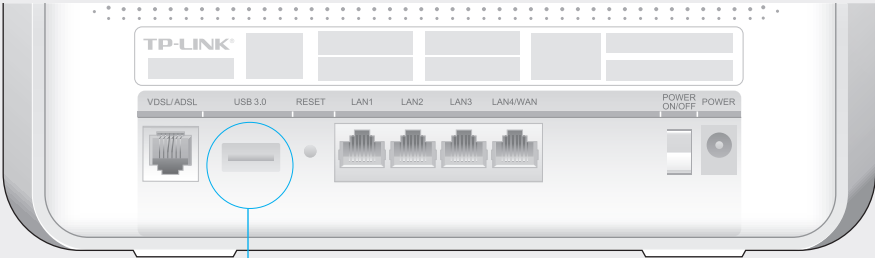 TP-LINK®
VDSL/ADSL USB 3.0 RESET LAN1 LAN2 LAN3 LAN4/WAN POWER ON/OFF POWER